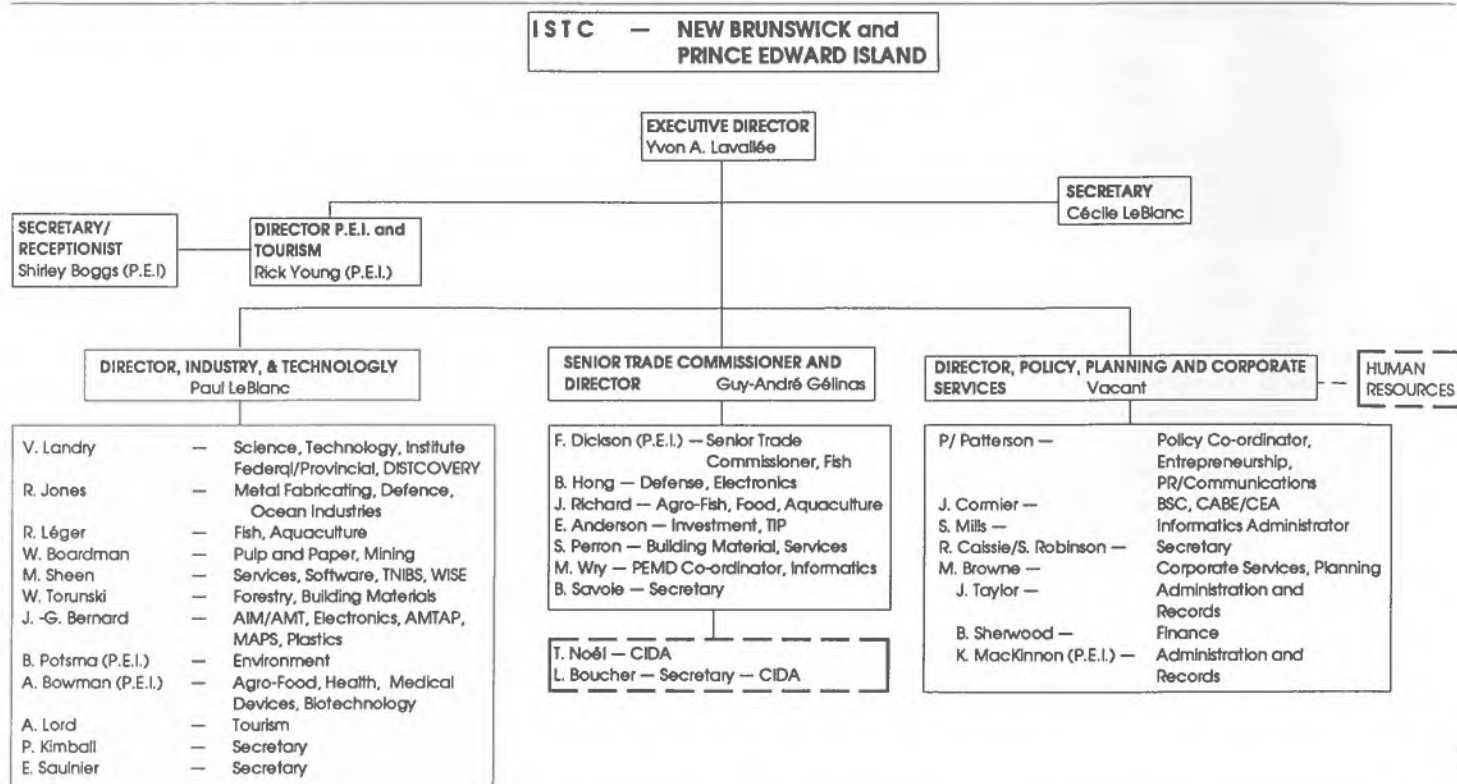 ISTC — NEW BRUNSWICK and
PRINCE EDWARD ISLAND
EXECUTIVE DIRECTOR
Yvon A. Lavallée
SECRETARY
Cécile LeBlanc
SECRETARY/
RECEPTIONIST
Shirley Boggs (P.E.I)
DIRECTOR P.E.I. and
TOURISM
Rick Young (P.E.I.)
DIRECTOR, INDUSTRY, & TECHNOLOGLY
Paul LeBlanc
V. Landry — Science, Technology, Institute
Federal/Provincial, DISTCOVERY
R. Jones — Metal Fabricating, Defence,
Ocean Industries
R. Léger — Fish, Aquaculture
W. Boardman — Pulp and Paper, Mining
M. Sheen — Services, Software, TNIBS, WISE
W. Torunski — Forestry, Building Materials
J. -G. Bernard — AIM/AMT, Electronics, AMTAP,
MAPS, Plastics
B. Potsma (P.E.I.) — Environment
A. Bowman (P.E.I.) — Agro-Food, Health, Medical
Devices, Biotechnology
A. Lord — Tourism
P. Kimball — Secretary
E. Saulnier — Secretary
SENIOR TRADE COMMISSIONER AND
DIRECTOR Guy-André Gélinas
F. Dickson (P.E.I.) — Senior Trade
Commissioner, Fish
B. Hong — Defense, Electronics
J. Richard — Agro-Fish, Food, Aquaculture
E. Anderson — Investment, TIP
S. Perron — Building Material, Services
M. Wry — PEMD Co-ordinator, Informatics
B. Savoie — Secretary
T. Noël — CIDA
L. Boucher — Secretary — CIDA
DIRECTOR, POLICY, PLANNING AND CORPORATE
SERVICES Vacant
HUMAN
RESOURCES
P/ Patterson — Policy Co-ordinator,
Entrepreneurship,
PR/Communications
J. Cormier — BSC, CABE/CEA
S. Mills — Informatics Administrator
R. Caissie/S. Robinson — Secretary
M. Browne — Corporate Services, Planning
J. Taylor — Administration and
Records
B. Sherwood — Finance
K. MacKinnon (P.E.I.) — Administration and
Records